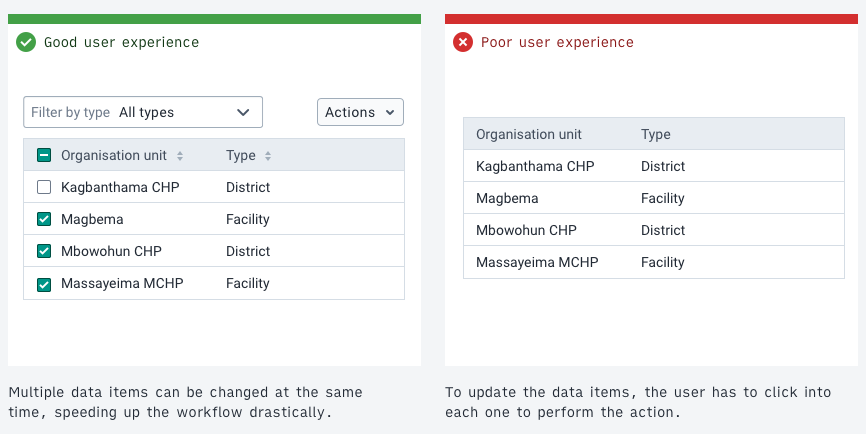 Good user experience
Filter by type All types
Actions
Organisation unit Type
Kagbanthama CHP District
Magbema Facility
Mbowohun CHP District
Massayeima MCHP Facility
Multiple data items can be changed at the same
time, speeding up the workflow drastically.
Poor user experience
Organisation unit Type
Kagbanthama CHP District
Magbema Facility
Mbowohun CHP District
Massayeima MCHP Facility
To update the data items, the user has to click into
each one to perform the action.